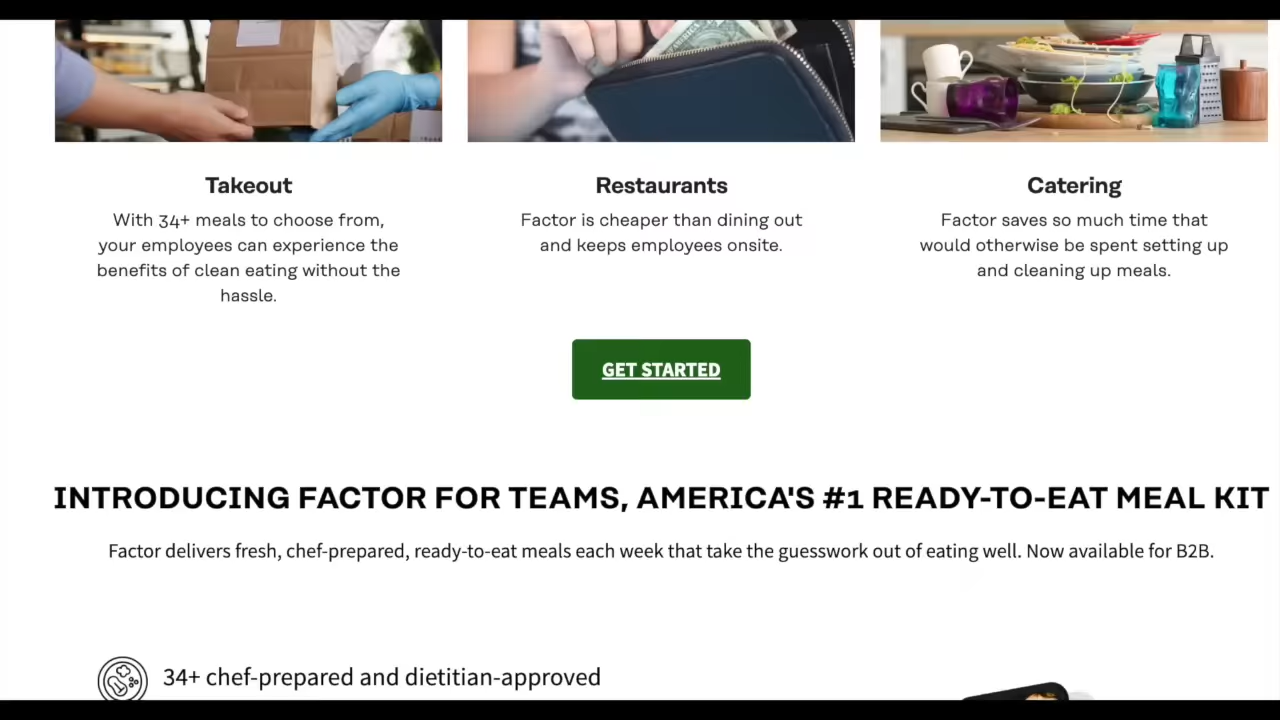 Takeout
With 34+ meals to choose from,
your employees can experience the
benefits of clean eating without the
hassle.
Restaurants
Factor is cheaper than dining out
and keeps employees onsite.
Catering
Factor saves so much time that
would otherwise be spent setting up
and cleaning up meals.
GET STARTED
INTRODUCING FACTOR FOR TEAMS, AMERICA'S #1 READY-TO-EAT MEAL KIT
Factor delivers fresh, chef-prepared, ready-to-eat meals each week that take the guesswork out of eating well. Now available for B2B.
34+ chef-prepared and dietitian-approved